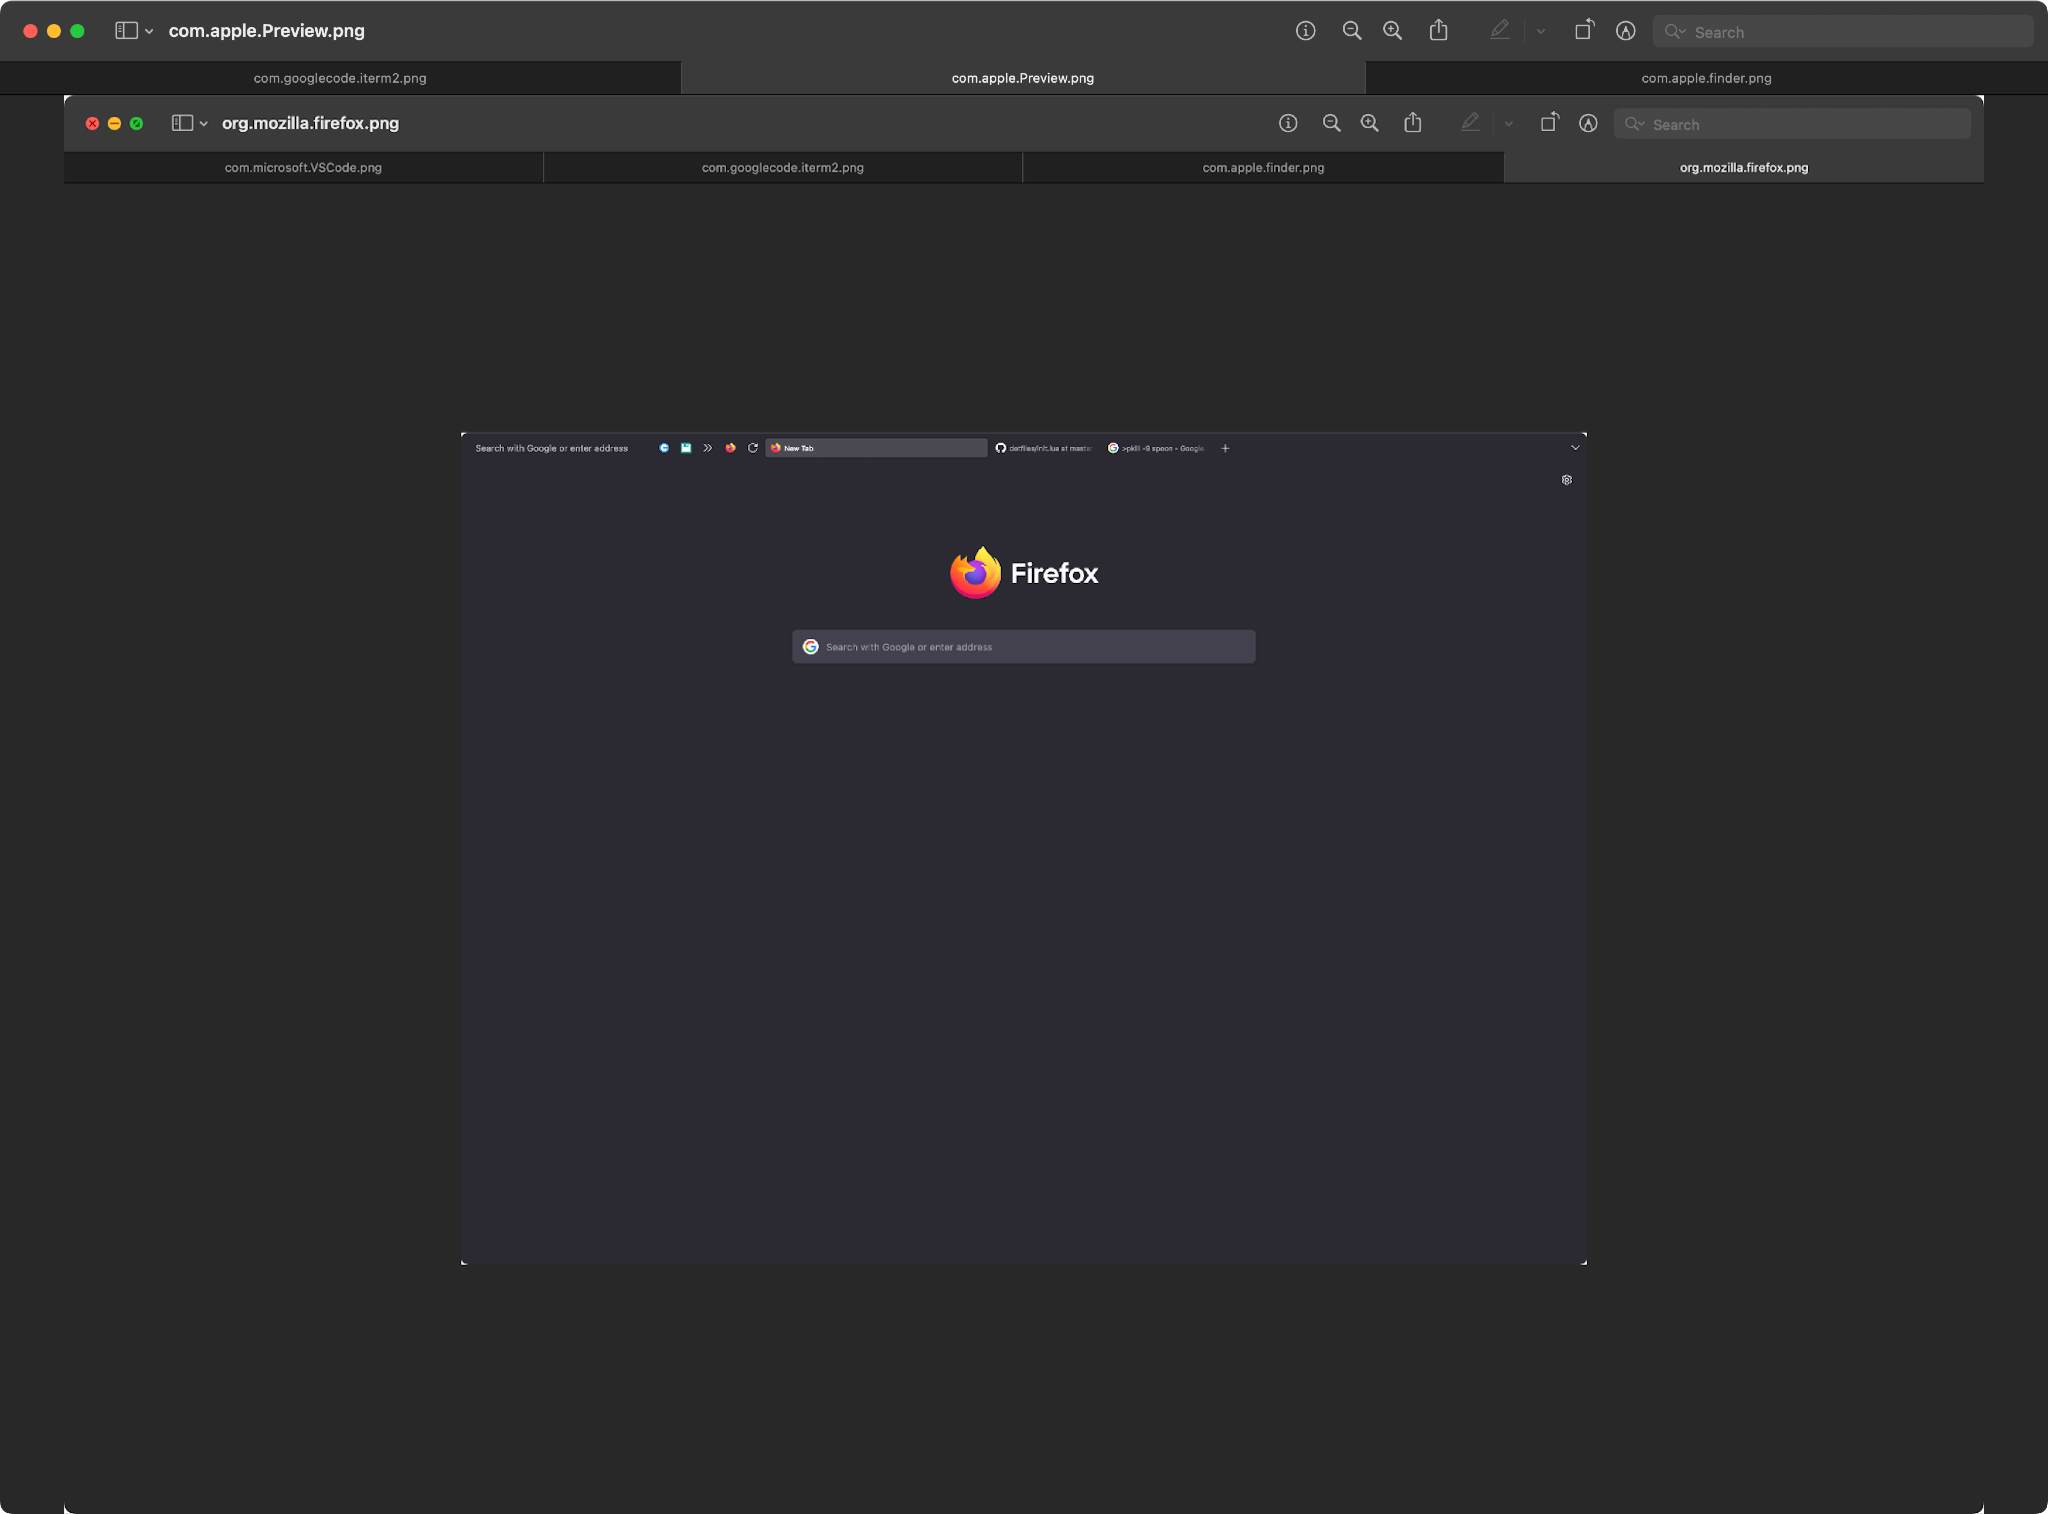 com.apple.Preview.png
Search
com.googlecode.iterm2.png
com.apple.Preview.png
com.apple.finder.png
org.mozilla.firefox.png
Search
com.microsoft.VSCode.png
com.googlecode.iterm2.png
com.apple.finder.png
org.mozilla.firefox.png
Search with Google or enter address
New Tab
dotfiles/init.lua at master
>pkill -9 spoon - Google
Firefox
Search with Google or enter address